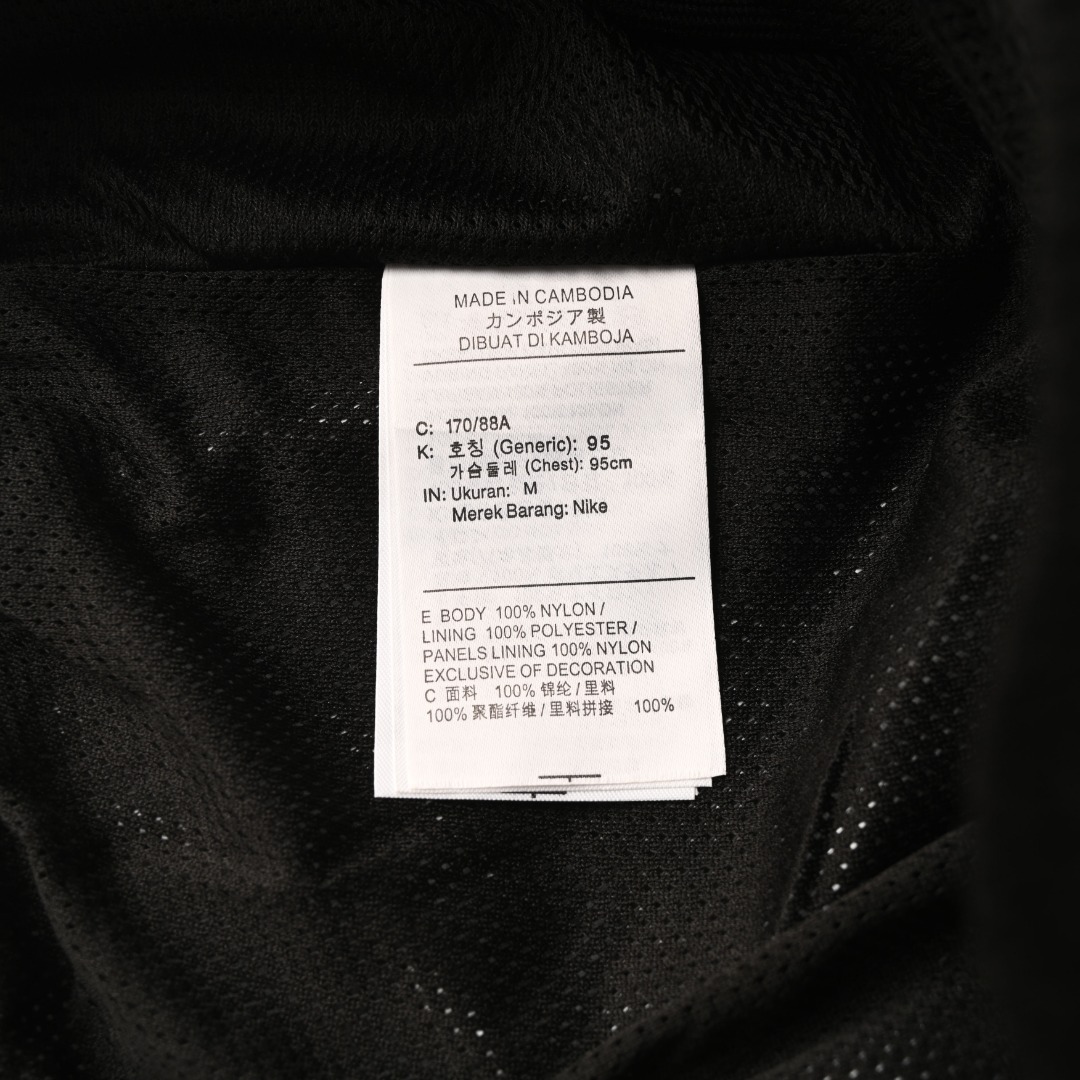 MADE IN CAMBODIA
カンボジア製
DIBUAT DI KAMBOJA
C: 170/88A
K: 호칭 (Generic): 95
가슴둘레 (Chest): 95cm
IN: Ukuran: M
Merek Barang: Nike
E BODY 100% NYLON /
LINING 100% POLYESTER /
PANELS LINING 100% NYLON
EXCLUSIVE OF DECORATION
C 面料 100% 锦纶 / 里料
100% 聚酯纤维 / 里料拼接 100%